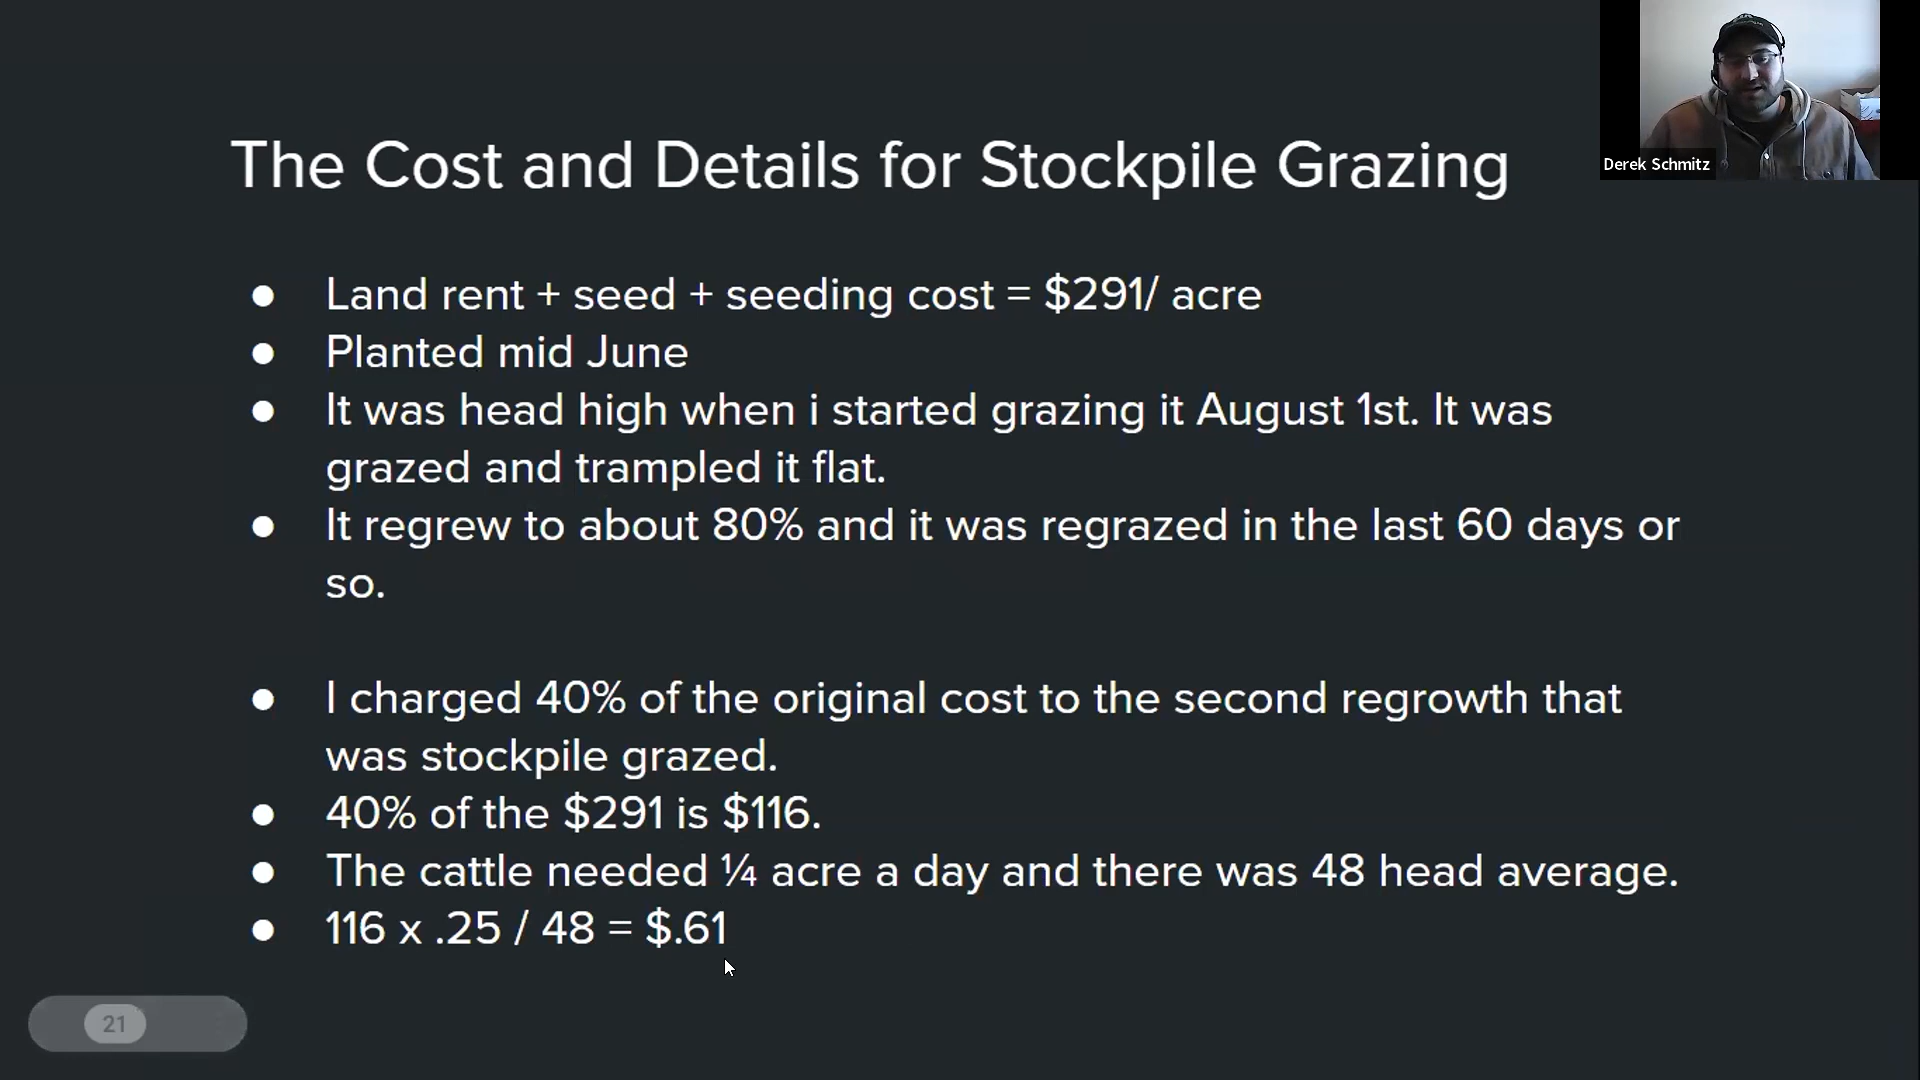 The Cost and Details for Stockpile Grazing
Derek Schmitz
● Land rent + seed + seeding cost = $291/ acre
● Planted mid June
● It was head high when i started grazing it August 1st. It was
grazed and trampled it flat.
● It regrew to about 80% and it was regrazed in the last 60 days or
so.
● I charged 40% of the original cost to the second regrowth that
was stockpile grazed.
● 40% of the $291 is $116.
● The cattle needed ¼ acre a day and there was 48 head average.
● 116 x .25 / 48 = $.61
21